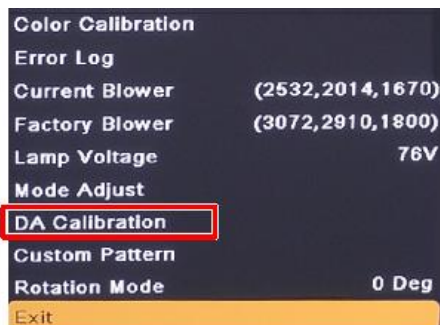 Color Calibration
Error Log
Current Blower (2532,2014,1670)
Factory Blower (3072,2910,1800)
Lamp Voltage 76V
Mode Adjust
DA Calibration
Custom Pattern
Rotation Mode 0 Deg
Exit